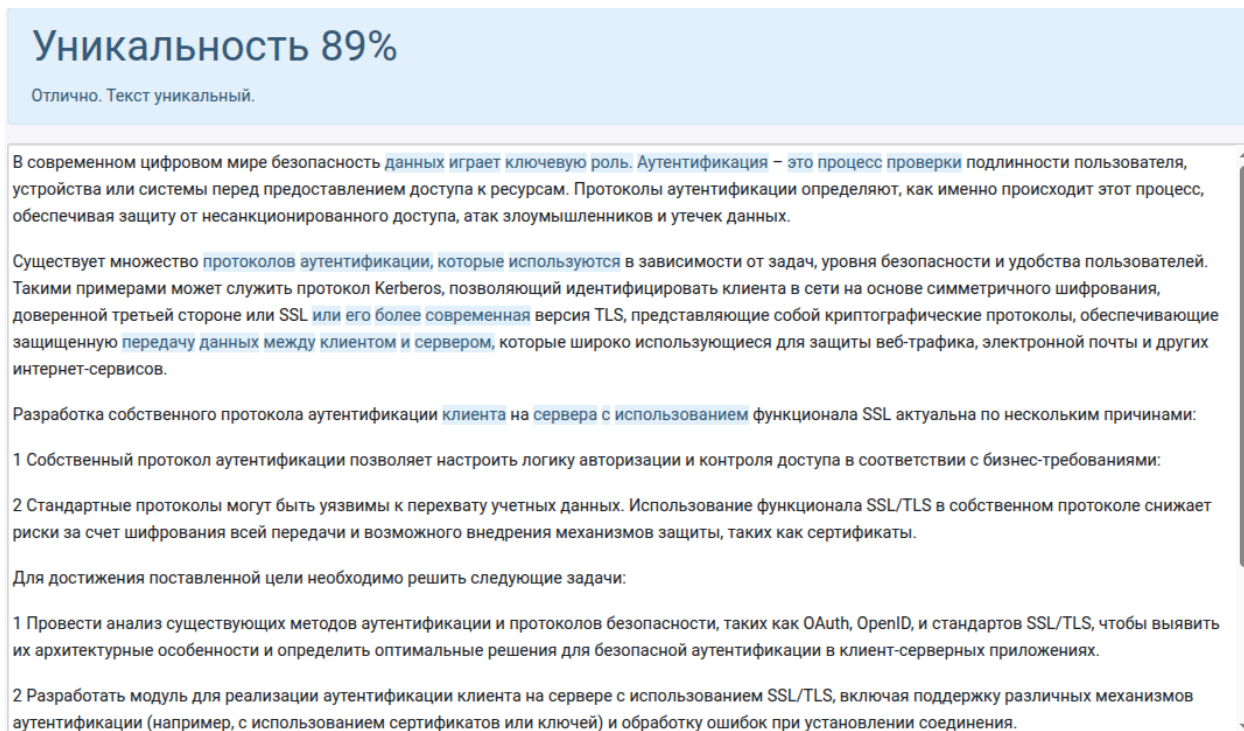 Уникальность 89%
Отлично. Текст уникальный.
В современном цифровом мире безопасность данных играет ключевую роль. Аутентификация – это процесс проверки подлинности пользователя,
устройства или системы перед предоставлением доступа к ресурсам. Протоколы аутентификации определяют, как именно происходит этот процесс,
обеспечивая защиту от несанкционированного доступа, атак злоумышленников и утечек данных.
Существует множество протоколов аутентификации, которые используются в зависимости от задач, уровня безопасности и удобства пользователей.
Такими примерами может служить протокол Kerberos, позволяющий идентифицировать клиента в сети на основе симметричного шифрования,
доверенной третьей стороне или SSL или его более современная версия TLS, представляющие собой криптографические протоколы, обеспечивающие
защищенную передачу данных между клиентом и сервером, которые широко использующиеся для защиты веб-трафика, электронной почты и других
интернет-сервисов.
Разработка собственного протокола аутентификации клиента на сервера с использованием функционала SSL актуальна по нескольким причинам:
1 Собственный протокол аутентификации позволяет настроить логику авторизации и контроля доступа в соответствии с бизнес-требованиями:
2 Стандартные протоколы могут быть уязвимы к перехвату учетных данных. Использование функционала SSL/TLS в собственном протоколе снижает
риски за счет шифрования всей передачи и возможного внедрения механизмов защиты, таких как сертификаты.
Для достижения поставленной цели необходимо решить следующие задачи:
1 Провести анализ существующих методов аутентификации и протоколов безопасности, таких как OAuth, OpenID, и стандартов SSL/TLS, чтобы выявить
их архитектурные особенности и определить оптимальные решения для безопасной аутентификации в клиент-серверных приложениях.
2 Разработать модуль для реализации аутентификации клиента на сервере с использованием SSL/TLS, включая поддержку различных механизмов
аутентификации (например, с использованием сертификатов или ключей) и обработку ошибок при установлении соединения.